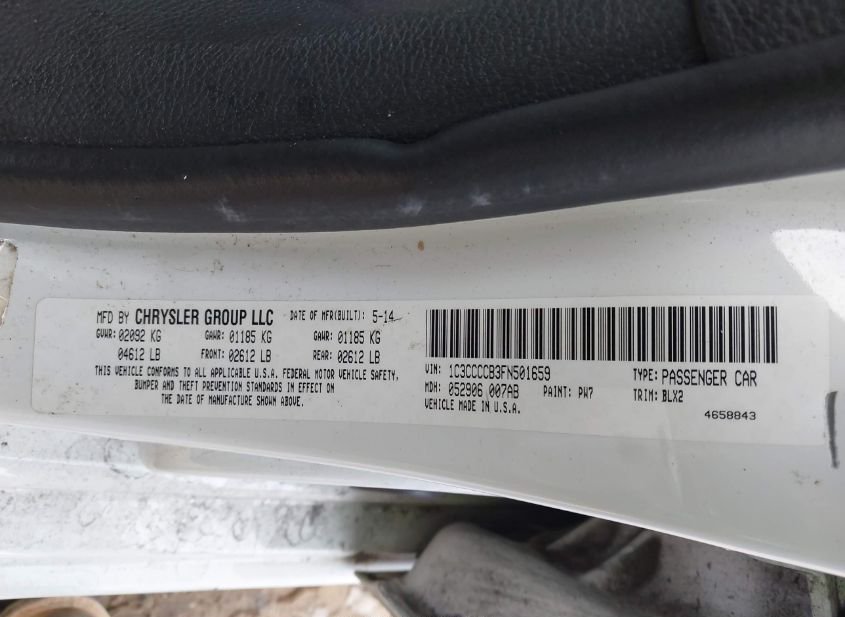 MFD BY CHRYSLER GROUP LLC DATE OF MFR(BUILT): 5-14
GVWR: 02092 KG GAWR: 01185 KG GAWR: 01185 KG
04612 LB FRONT: 02612 LB REAR: 02612 LB
THIS VEHICLE CONFORMS TO ALL APPLICABLE U.S.A. FEDERAL MOTOR VEHICLE SAFETY,
BUMPER AND THEFT PREVENTION STANDARDS IN EFFECT ON
THE DATE OF MANUFACTURE SHOWN ABOVE.
VIN: 1C3CCCCB3FN501659 TYPE: PASSENGER CAR
MDH: 052906 007AB PAINT: PW7 TRIM: BLX2
VEHICLE MADE IN U.S.A.
4658843